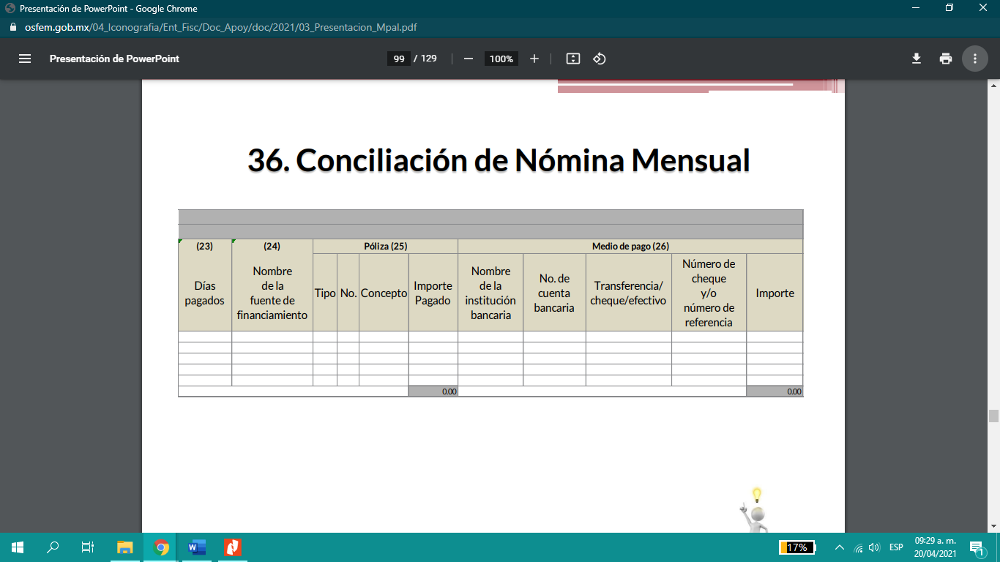 Presentación de PowerPoint - Google Chrome
osfem.gob.mx/04_Iconografia/Ent_Fisc/Doc_Apoy/doc/2021/03_Presentacion_Mpal.pdf
Presentación de PowerPoint
99 / 129
100%
36. Conciliación de Nómina Mensual
(23) (24) Póliza (25) Medio de pago (26)
Días
pagados
Nombre
de la
fuente de
financiamiento
Tipo No. Concepto
Importe
Pagado
Nombre
de la
institución
bancaria
No. de
cuenta
bancaria
Transferencia/
cheque/efectivo
Número de
cheque
y/o
número de
referencia
Importe
0.00 0.00
17%
ESP
09:29 a. m.
20/04/2021
1